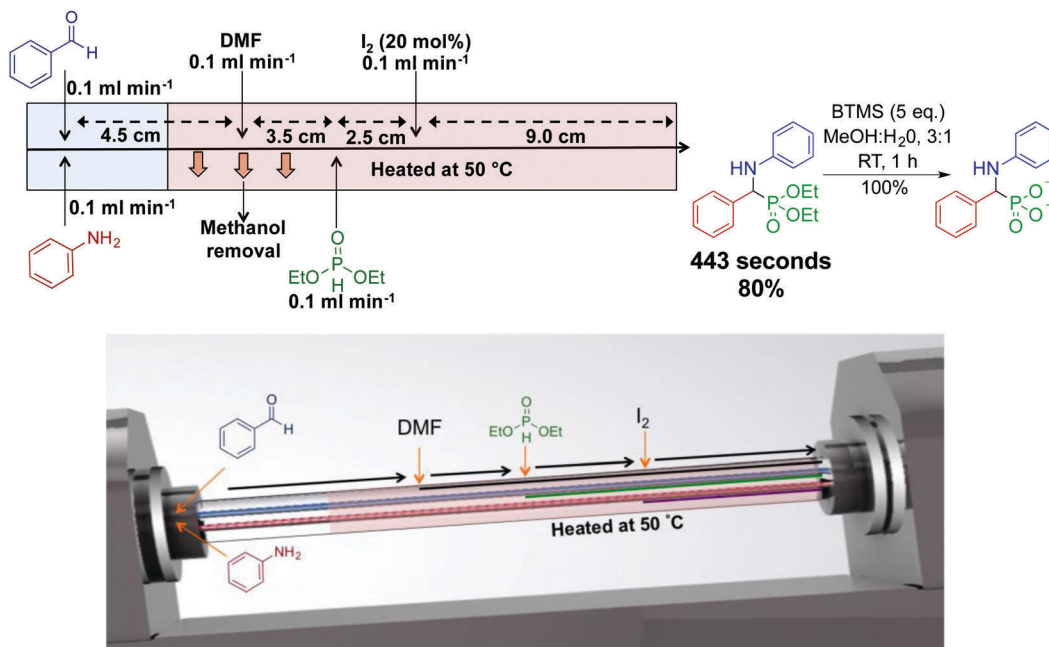 O
H
DMF
0.1 ml min⁻¹
I₂ (20 mol%)
0.1 ml min⁻¹
0.1 ml min⁻¹
4.5 cm
3.5 cm
2.5 cm
9.0 cm
Heated at 50 °C
0.1 ml min⁻¹
NH₂
Methanol
removal
O
EtO P OEt
H
0.1 ml min⁻¹
HN
OEt
P OEt
O
443 seconds
80%
BTMS (5 eq.)
MeOH:H₂0, 3:1
RT, 1 h
100%
HN
O⁻
P O⁻
O
O
H
DMF
O
EtO P OEt
H
I₂
Heated at 50 °C
NH₂